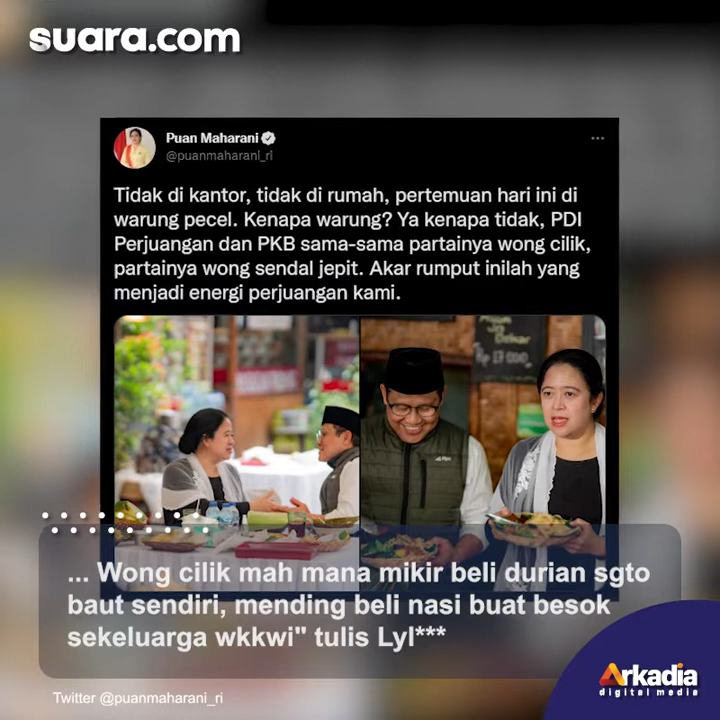 suara.com
Puan Maharani
@puanmaharani_ri
Tidak di kantor, tidak di rumah, pertemuan hari ini di
warung pecel. Kenapa warung? Ya kenapa tidak, PDI
Perjuangan dan PKB sama-sama partainya wong cilik,
partainya wong sendal jepit. Akar rumput inilah yang
menjadi energi perjuangan kami.
... Wong cilik mah mana mikir beli durian sgto
baut sendiri, mending beli nasi buat besok
sekeluarga wkkwi" tulis Lyl***
Twitter @puanmaharani_ri
Arkadia
digital media